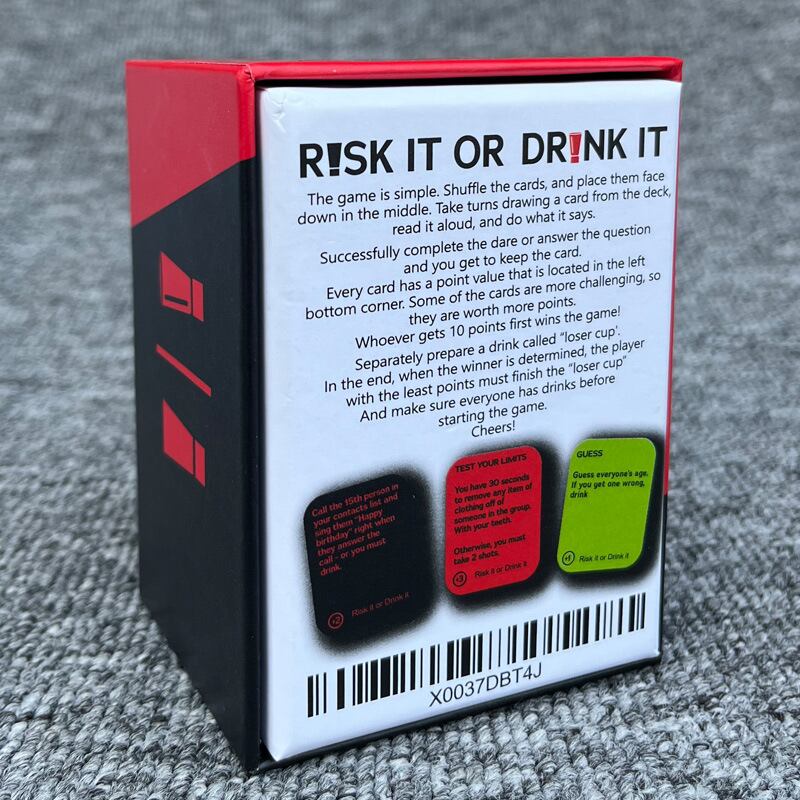 R!SK IT OR DR!NK IT
The game is simple. Shuffle the cards, and place them face
down in the middle. Take turns drawing a card from the deck,
read it aloud, and do what it says.
Successfully complete the dare or answer the question
and you get to keep the card.
Every card has a point value that is located in the left
bottom corner. Some of the cards are more challenging, so
they are worth more points.
Whoever gets 10 points first wins the game!
Separately prepare a drink called "loser cup'.
In the end, when the winner is determined, the player
with the least points must finish the "loser cup"
And make sure everyone has drinks before
starting the game.
Cheers!
Call the 15th person in
your contacts list and
sing them "Happy
birthday" right when
they answer the
call - or you must
drink.
+2 Risk it or Drink it
TEST YOUR LIMITS
You have 30 seconds
to remove any item of
clothing off of
someone in the group.
With your teeth.
Otherwise, you must
take 2 shots.
+3 Risk it or Drink it
GUESS
Guess everyone's age.
If you get one wrong,
drink
+1 Risk it or Drink it
X0037DBT4J